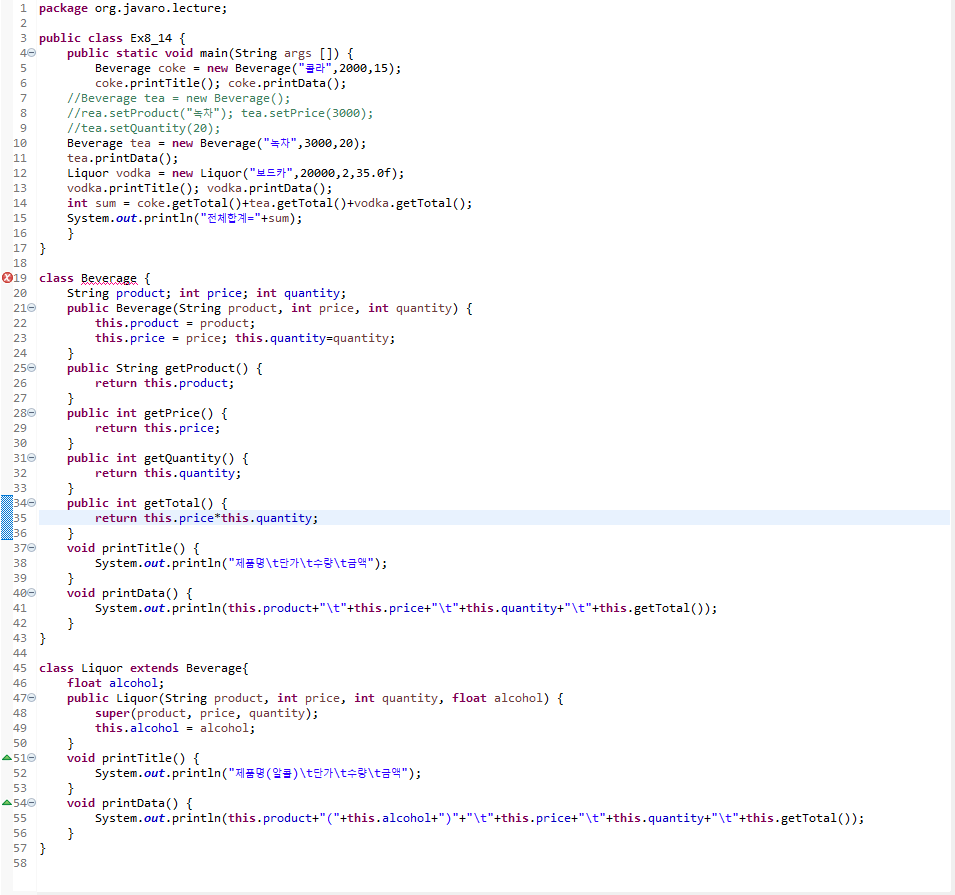 1 package org.javaro.lecture;
2
3 public class Ex8_14 {
4     public static void main(String args []) {
5         Beverage coke = new Beverage("콜라",2000,15);
6         coke.printTitle(); coke.printData();
7     //Beverage tea = new Beverage();
8     //rea.setProduct("녹차"); tea.setPrice(3000);
9     //tea.setQuantity(20);
10     Beverage tea = new Beverage("녹차",3000,20);
11     tea.printData();
12     Liquor vodka = new Liquor("보드카",20000,2,35.0f);
13     vodka.printTitle(); vodka.printData();
14     int sum = coke.getTotal()+tea.getTotal()+vodka.getTotal();
15     System.out.println("전체합계="+sum);
16     }
17 }
18
19 class Beverage {
20     String product; int price; int quantity;
21     public Beverage(String product, int price, int quantity) {
22         this.product = product;
23         this.price = price; this.quantity=quantity;
24     }
25     public String getProduct() {
26         return this.product;
27     }
28     public int getPrice() {
29         return this.price;
30     }
31     public int getQuantity() {
32         return this.quantity;
33     }
34     public int getTotal() {
35         return this.price*this.quantity;
36     }
37     void printTitle() {
38         System.out.println("제품명\t단가\t수량\t금액");
39     }
40     void printData() {
41         System.out.println(this.product+"\t"+this.price+"\t"+this.quantity+"\t"+this.getTotal());
42     }
43 }
44
45 class Liquor extends Beverage{
46     float alcohol;
47     public Liquor(String product, int price, int quantity, float alcohol) {
48         super(product, price, quantity);
49         this.alcohol = alcohol;
50     }
51     void printTitle() {
52         System.out.println("제품명(알콜)\t단가\t수량\t금액");
53     }
54     void printData() {
55         System.out.println(this.product+"("+this.alcohol+")"+"\t"+this.price+"\t"+this.quantity+"\t"+this.getTotal());
56     }
57 }
58